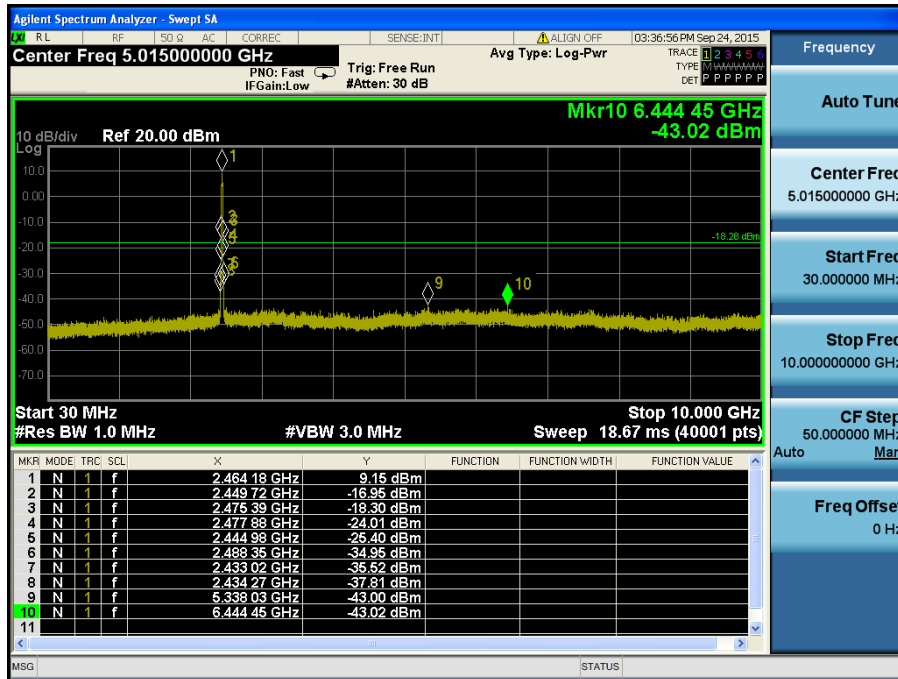 Agilent Spectrum Analyzer - Swept SA
LXI RL RF 50 Ω AC CORREC SENSE:INT ALIGN OFF 03:36:56 PM Sep 24, 2015
Center Freq 5.015000000 GHz
Avg Type: Log-Pwr
TRACE 1 2 3 4 5 6
PNO: Fast Trig: Free Run
TYPE M
IFGain:Low #Atten: 30 dB
DET P P P P P P
Mkr10 6.444 45 GHz
-43.02 dBm
10 dB/div Ref 20.00 dBm
Log
10.0
0.00
-10.0
-20.0
-30.0
-40.0
-50.0
-60.0
-70.0
1
-18.28 dBm
9
10
Start 30 MHz Stop 10.000 GHz
#Res BW 1.0 MHz #VBW 3.0 MHz Sweep 18.67 ms (40001 pts)
MKR MODE TRC SCL X Y FUNCTION FUNCTION WIDTH FUNCTION VALUE
1 N 1 f 2.464 18 GHz 9.15 dBm
2 N 1 f 2.449 72 GHz -16.95 dBm
3 N 1 f 2.475 39 GHz -18.30 dBm
4 N 1 f 2.477 88 GHz -24.01 dBm
5 N 1 f 2.444 98 GHz -25.40 dBm
6 N 1 f 2.488 35 GHz -34.95 dBm
7 N 1 f 2.433 02 GHz -35.52 dBm
8 N 1 f 2.434 27 GHz -37.81 dBm
9 N 1 f 5.338 03 GHz -43.00 dBm
10 N 1 f 6.444 45 GHz -43.02 dBm
11
MSG STATUS
Frequency
Auto Tune
Center Freq
5.015000000 GHz
Start Freq
30.000000 MHz
Stop Freq
10.000000000 GHz
CF Step
50.000000 MHz
Auto Man
Freq Offset
0 Hz